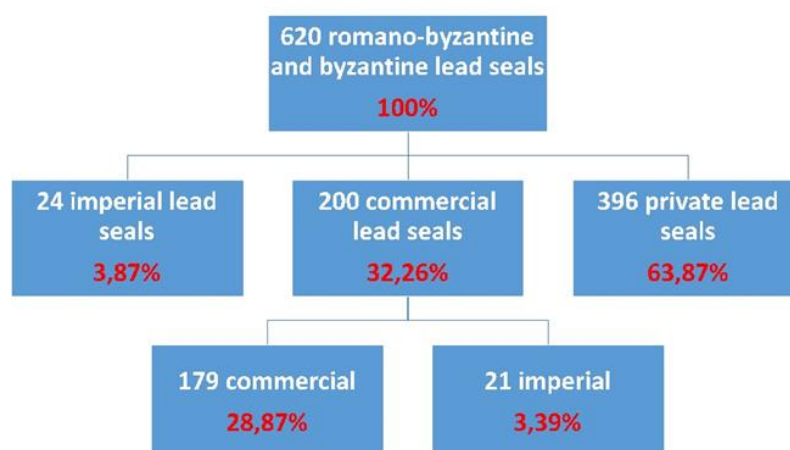 620 romano-byzantine
and byzantine lead seals
100%
24 imperial lead
seals
3,87%
200 commercial
lead seals
32,26%
396 private lead
seals
63,87%
179 commercial
28,87%
21 imperial
3,39%